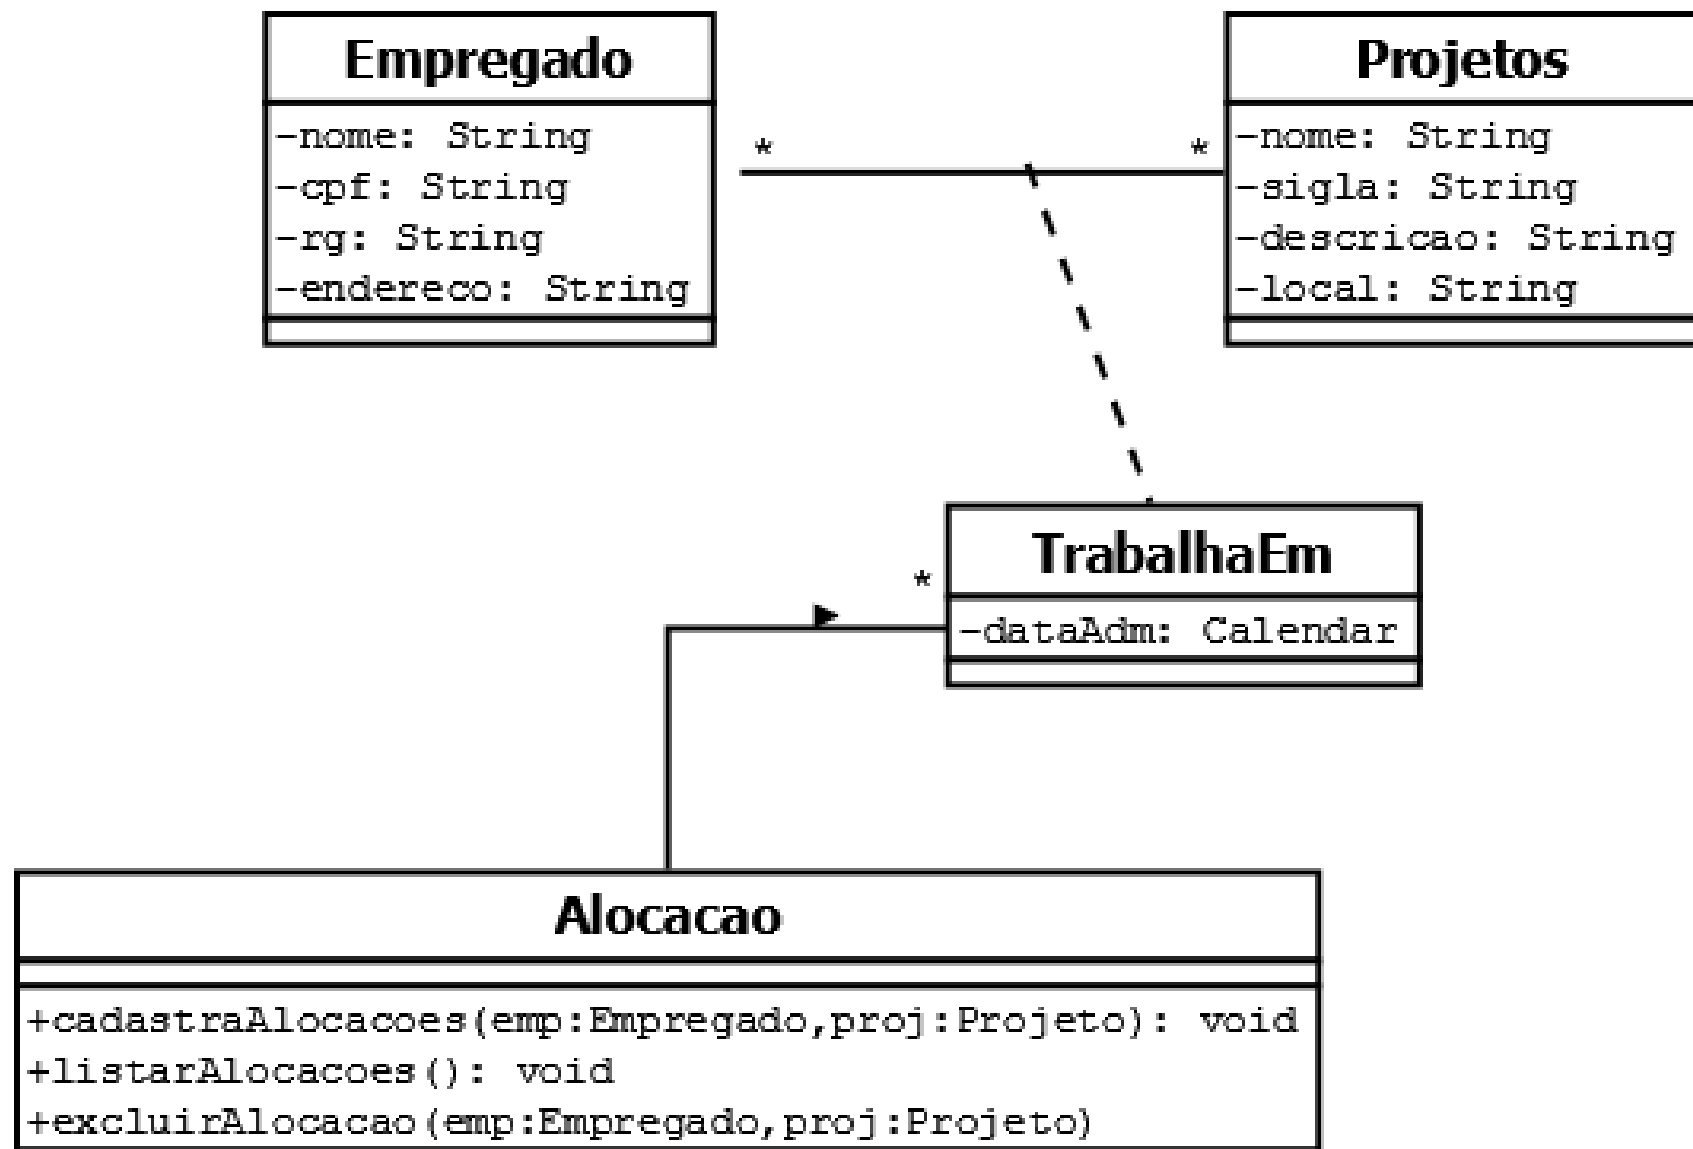 Empregado
-nome: String
-cpf: String
-rg: String
-endereco: String
* *
Projetos
-nome: String
-sigla: String
-descricao: String
-local: String
*
TrabalhaEm
-dataAdm: Calendar
Alocacao
+cadastraAlocacoes(emp:Empregado,proj:Projeto): void
+listarAlocacoes(): void
+excluirAlocacao(emp:Empregado,proj:Projeto)